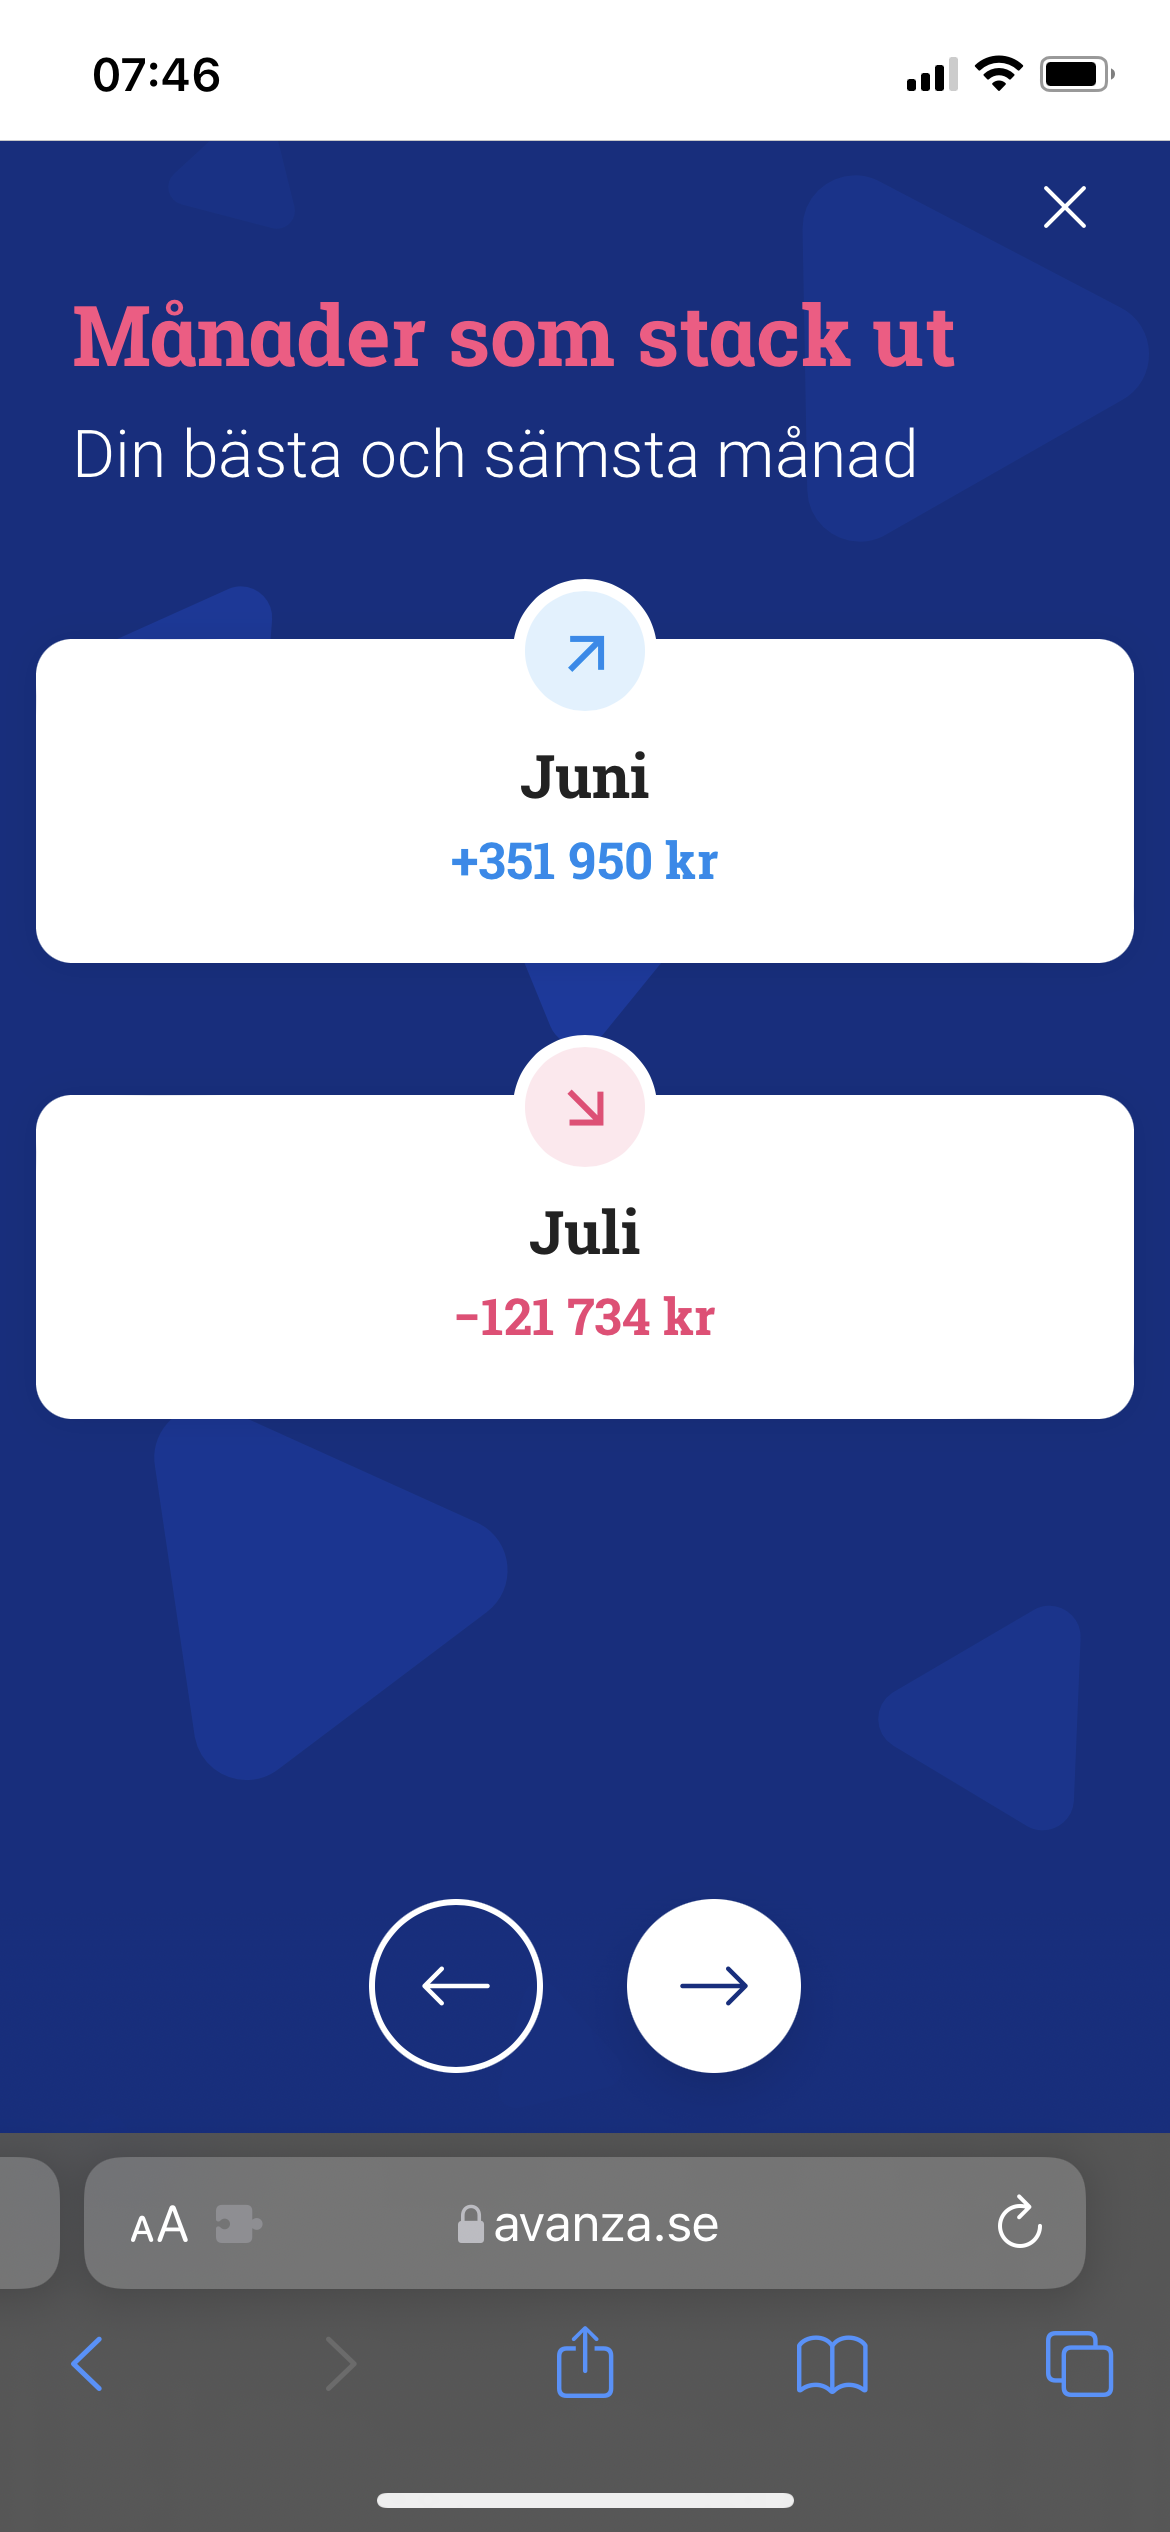 07:46
Månader som stack ut
Din bästa och sämsta månad
Juni
+351 950 kr
Juli
−121 734 kr
AA
avanza.se